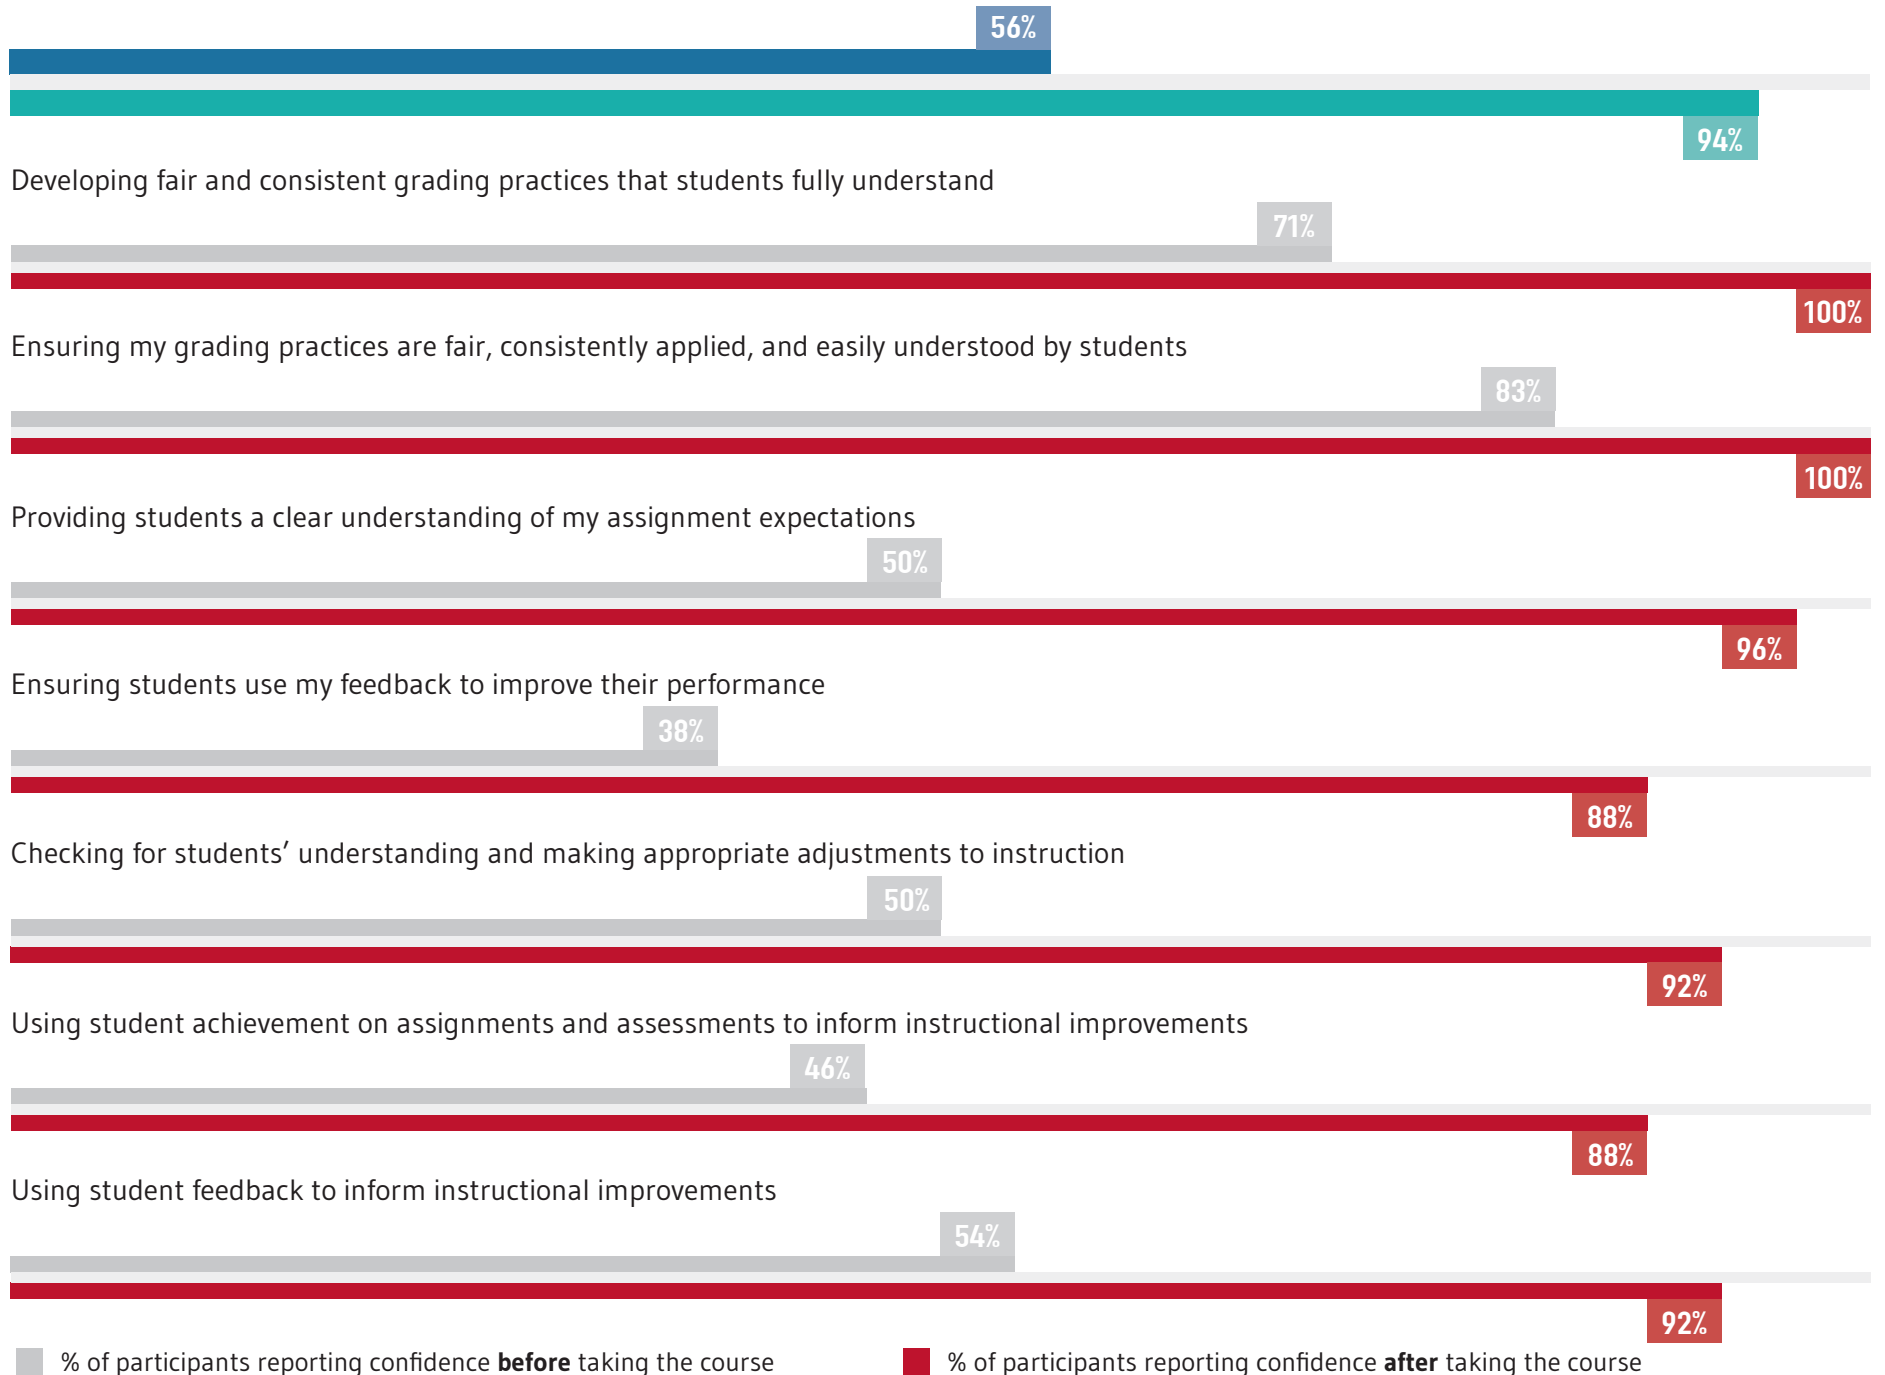 56%
94%
Developing fair and consistent grading practices that students fully understand
71%
100%
Ensuring my grading practices are fair, consistently applied, and easily understood by students
83%
100%
Providing students a clear understanding of my assignment expectations
50%
96%
Ensuring students use my feedback to improve their performance
38%
88%
Checking for students’ understanding and making appropriate adjustments to instruction
50%
92%
Using student achievement on assignments and assessments to inform instructional improvements
46%
88%
Using student feedback to inform instructional improvements
54%
92%
% of participants reporting confidence before taking the course
% of participants reporting confidence after taking the course